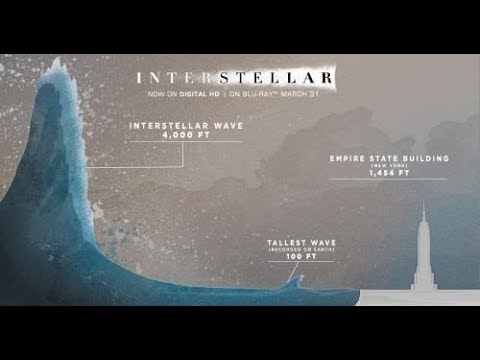 INTERSTELLAR
NOW ON DIGITAL HD | ON BLU-RAY™ MARCH 31
INTERSTELLAR WAVE
4,000 FT
EMPIRE STATE BUILDING
(NEW YORK)
1,454 FT
TALLEST WAVE
(RECORDED ON EARTH)
100 FT